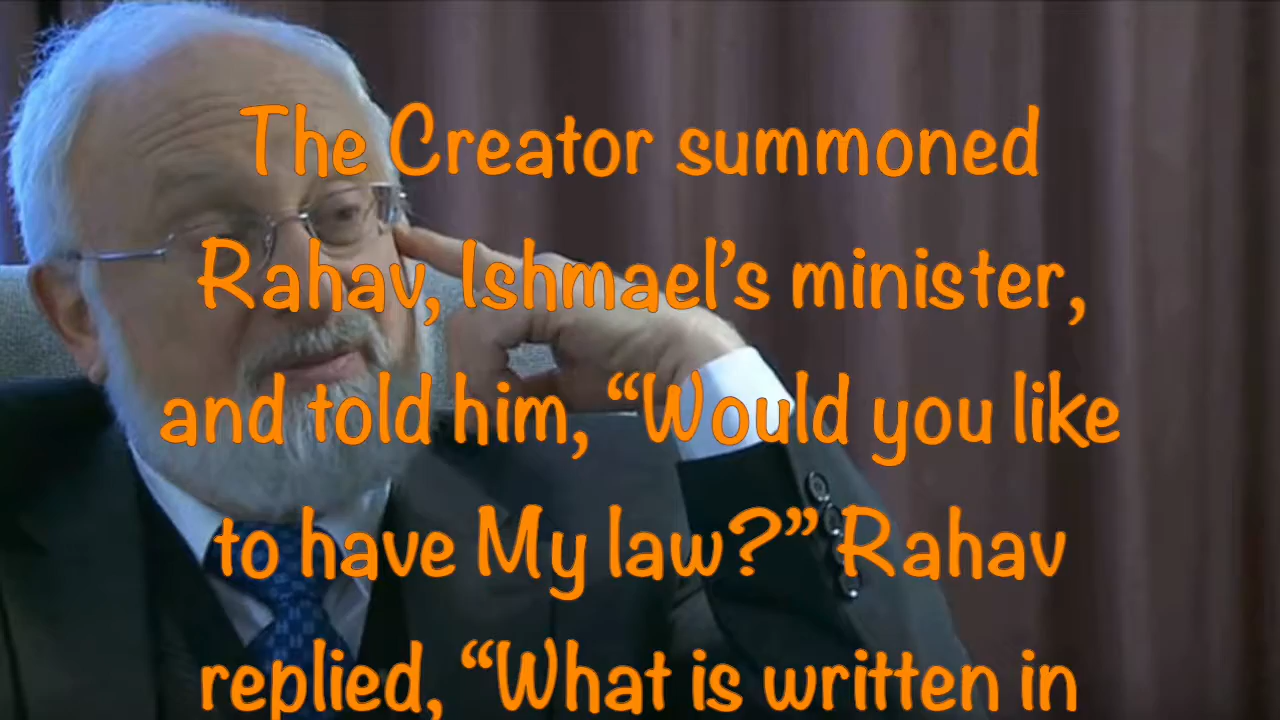 The Creator summoned
Rahav, Ishmael’s minister,
and told him, “Would you like
to have My law?” Rahav
replied, “What is written in